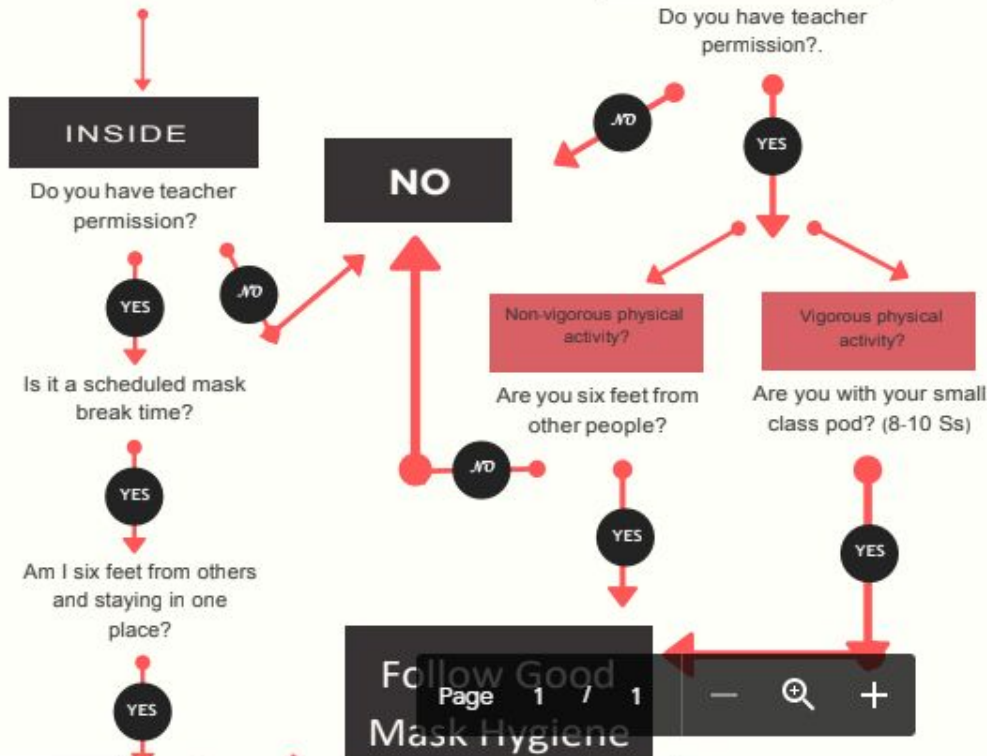 INSIDE
Do you have teacher
permission?
YES
NO
Is it a scheduled mask
break time?
YES
Am I six feet from others
and staying in one
place?
YES
NO
Do you have teacher
permission?.
NO
YES
Non-vigorous physical
activity?
Are you six feet from
other people?
NO
YES
Vigorous physical
activity?
Are you with your small
class pod? (8-10 Ss)
YES
Follow Good
Mask Hygiene
Page 1 / 1